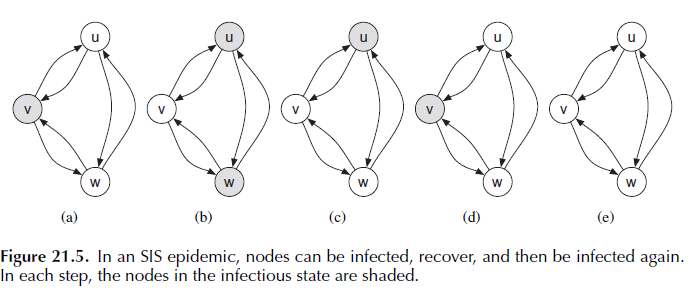 u u u u u
v v v v v
w w w w w
(a) (b) (c) (d) (e)
Figure 21.5. In an SIS epidemic, nodes can be infected, recover, and then be infected again.
In each step, the nodes in the infectious state are shaded.